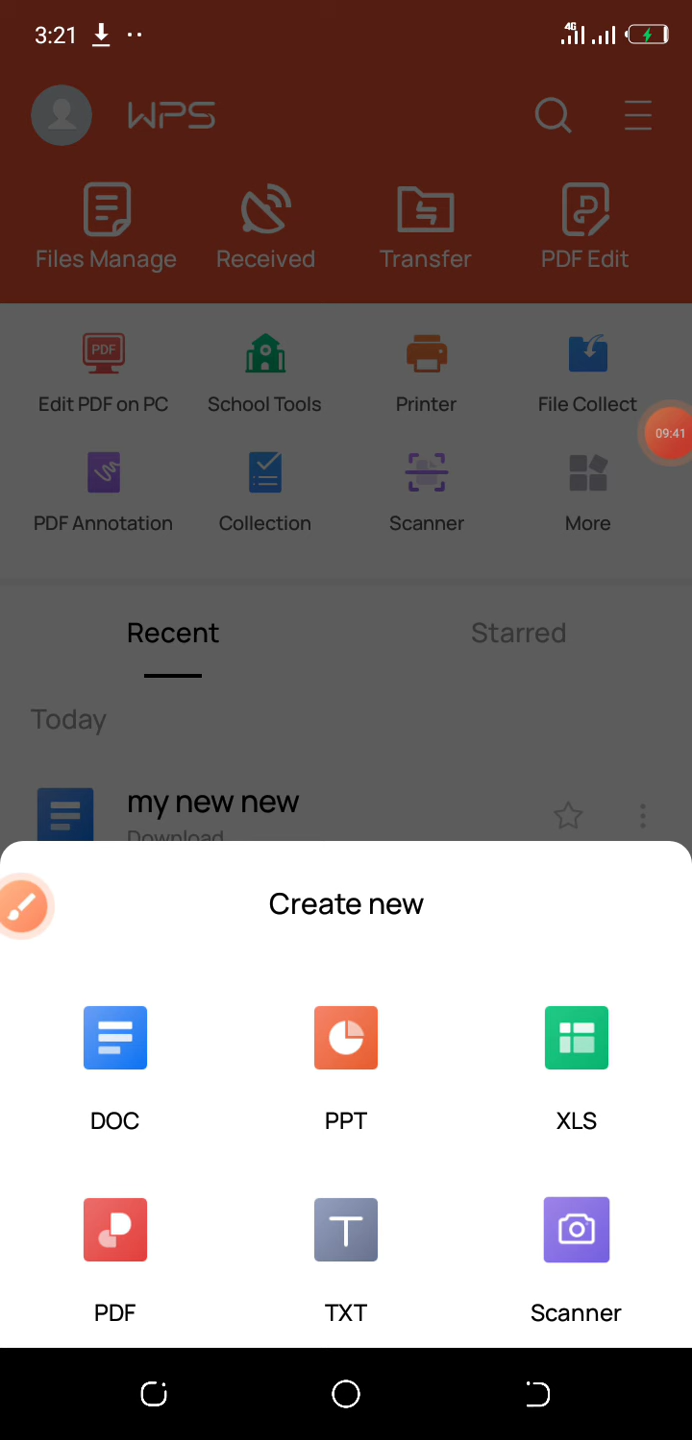 3:21 4G
WPS
Files Manage Received Transfer PDF Edit
PDF
Edit PDF on PC School Tools Printer File Collect
09:41
PDF Annotation Collection Scanner More
Recent Starred
Today
my new new
Download
Create new
DOC PPT XLS
PDF TXT Scanner